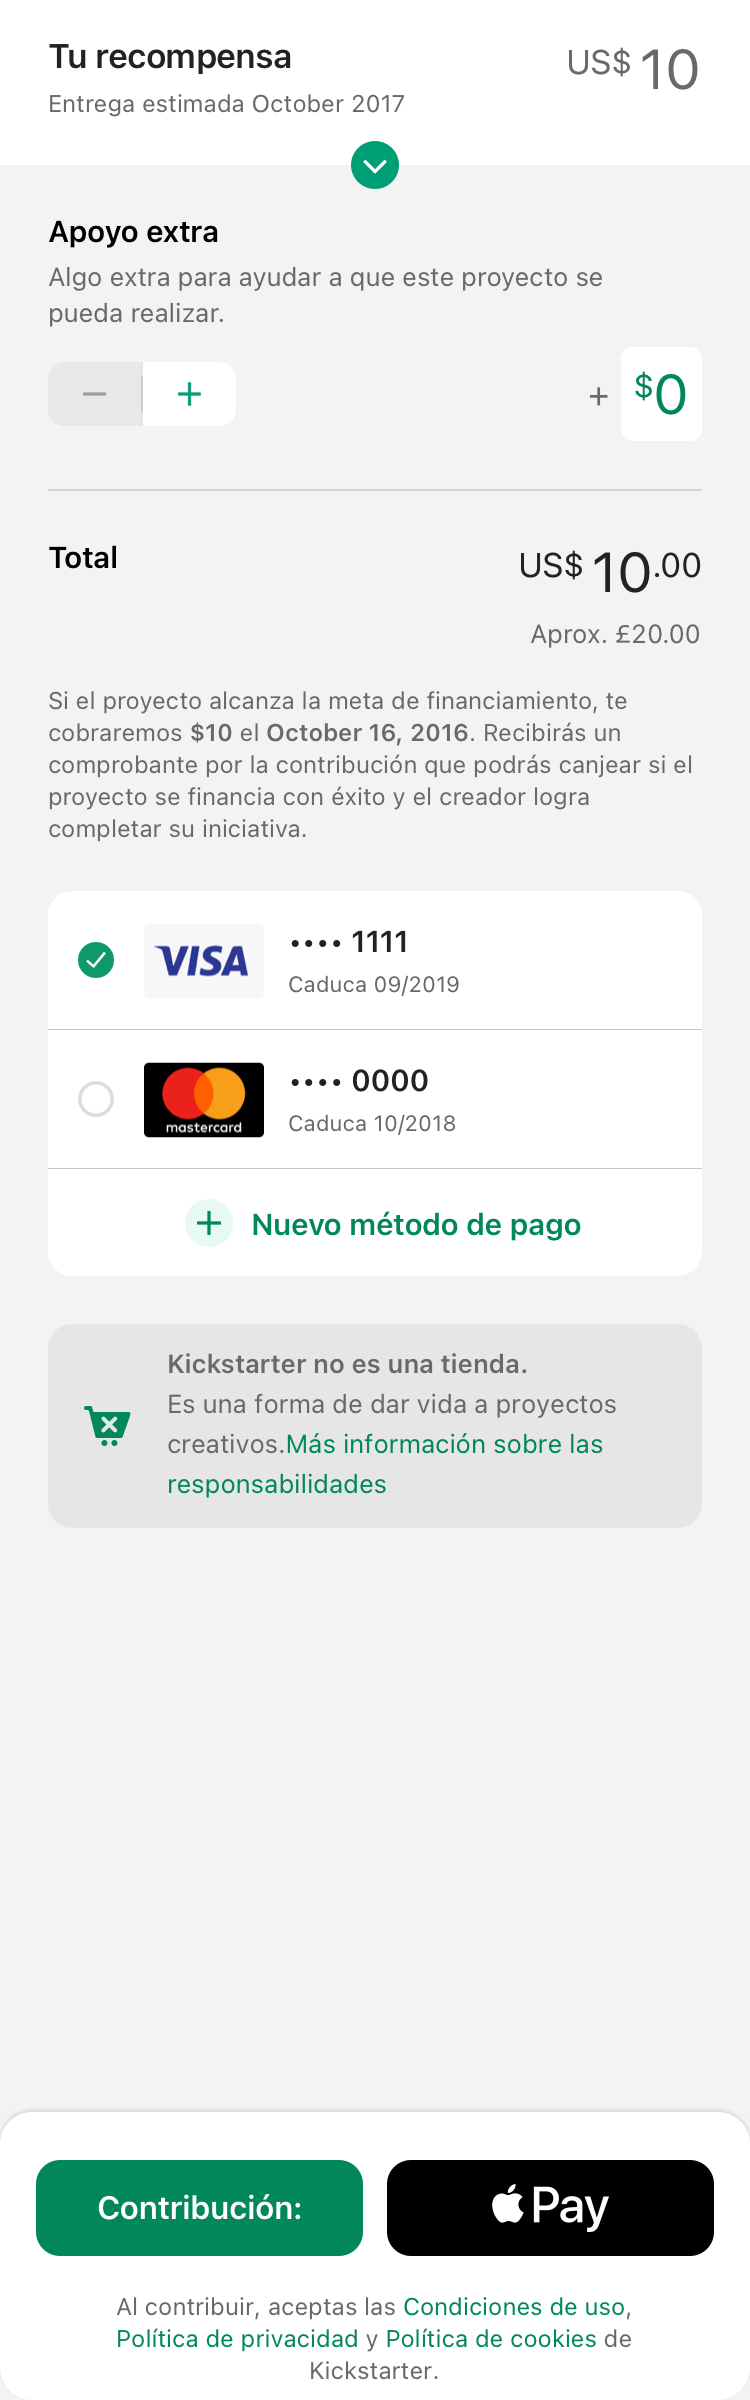 Tu recompensa
US$ 10
Entrega estimada October 2017
Apoyo extra
Algo extra para ayudar a que este proyecto se
pueda realizar.
− +
+ $0
Total
US$ 10.00
Aprox. £20.00
Si el proyecto alcanza la meta de financiamiento, te
cobraremos $10 el October 16, 2016. Recibirás un
comprobante por la contribución que podrás canjear si el
proyecto se financia con éxito y el creador logra
completar su iniciativa.
VISA
•••• 1111
Caduca 09/2019
mastercard
•••• 0000
Caduca 10/2018
+ Nuevo método de pago
Kickstarter no es una tienda.
Es una forma de dar vida a proyectos
creativos.Más información sobre las
responsabilidades
Contribución:
Pay
Al contribuir, aceptas las Condiciones de uso,
Política de privacidad y Política de cookies de
Kickstarter.